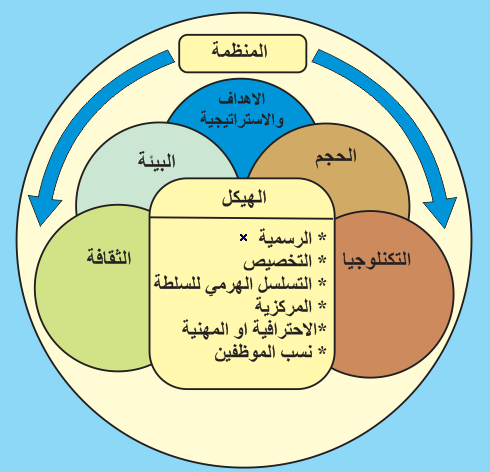 المنظمة
الاهداف
والاستراتيجية
البيئة
الحجم
الثقافة
التكنلوجيا
الهيكل
* الرسمية ×
* التخصيص
* التسلسل الهرمي للسلطة
* المركزية
*الاحترافية او المهنية
* نسب الموظفين